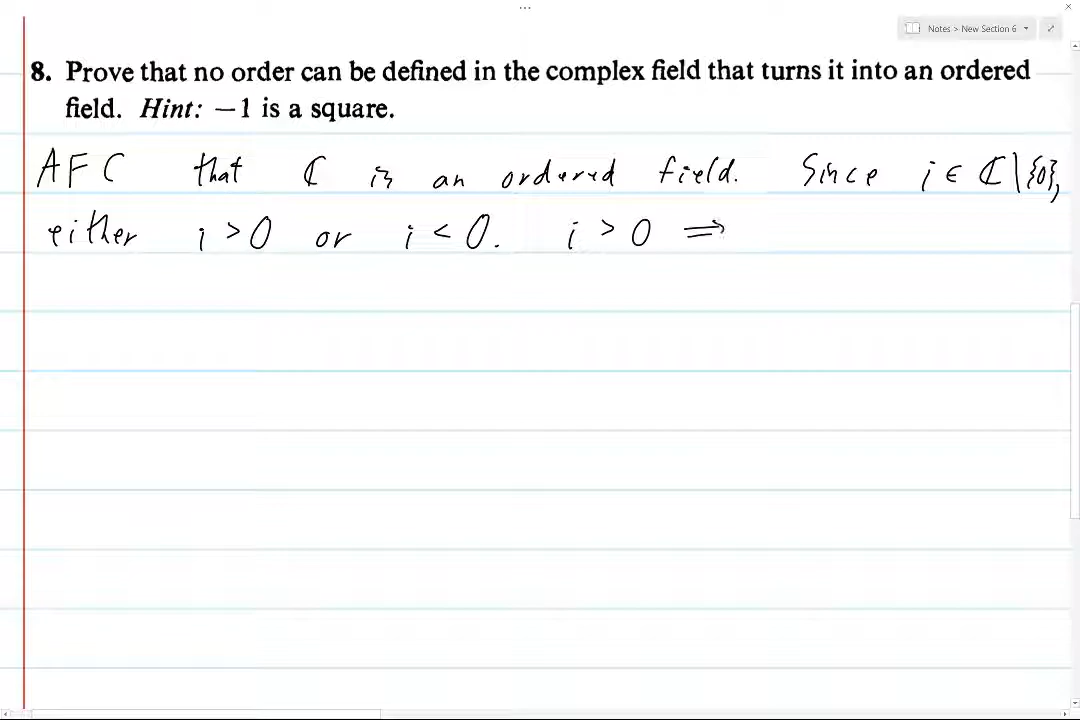 ...
Notes > New Section 6
8. Prove that no order can be defined in the complex field that turns it into an ordered
field. Hint: −1 is a square.
AFC that ℂ is an ordered field. Since i ∈ ℂ\{0},
either i > 0 or i < 0. i > 0 ⇒